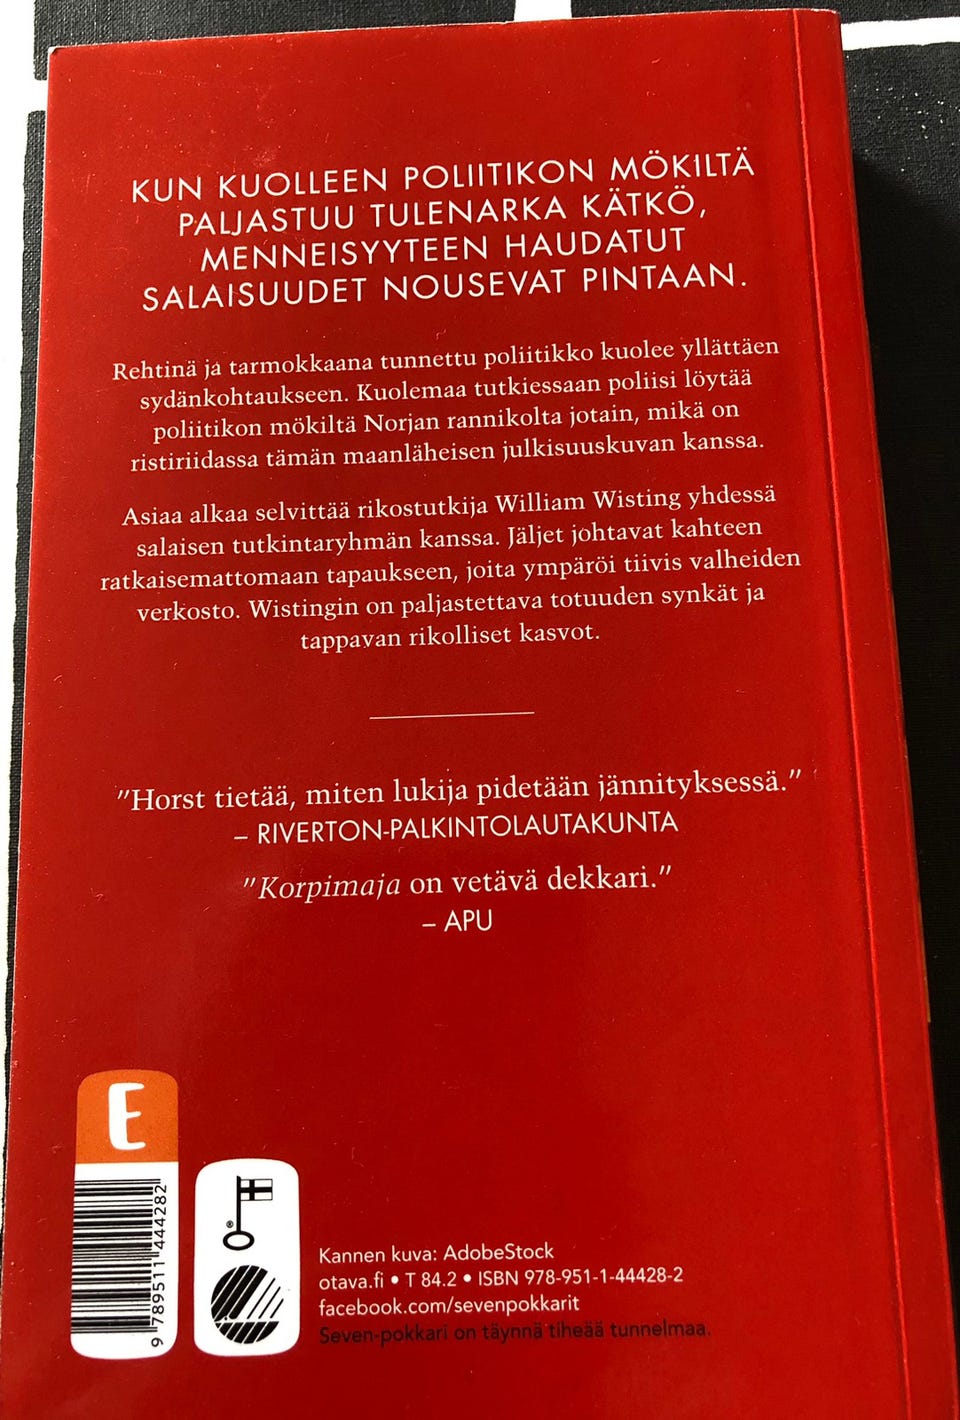 KUN KUOLLEEN POLIITIKON MÖKILTÄ
PALJASTUU TULENARKA KÄTKÖ,
MENNEISYYTEEN HAUDATUT
SALAISUUDET NOUSEVAT PINTAAN.
Rehtinä ja tarmokkaana tunnettu poliitikko kuolee yllättäen
sydänkohtaukseen. Kuolemaa tutkiessaan poliisi löytää
poliitikon mökiltä Norjan rannikolta jotain, mikä on
ristiriidassa tämän maanläheisen julkisuuskuvan kanssa.
Asiaa alkaa selvittää rikostutkija William Wisting yhdessä
salaisen tutkintaryhmän kanssa. Jäljet johtavat kahteen
ratkaisemattomaan tapaukseen, joita ympäröi tiivis valheiden
verkosto. Wistingin on paljastettava totuuden synkät ja
tappavan rikolliset kasvot.
”Horst tietää, miten lukija pidetään jännityksessä.”
– RIVERTON-PALKINTOLAUTAKUNTA
”Korpimaja on vetävä dekkari.”
– APU
E
9 789511 444282
®
Kannen kuva: AdobeStock
otava.fi • T 84.2 • ISBN 978-951-1-44428-2
facebook.com/sevenpokkarit
Seven-pokkari on täynnä tiheää tunnelmaa.